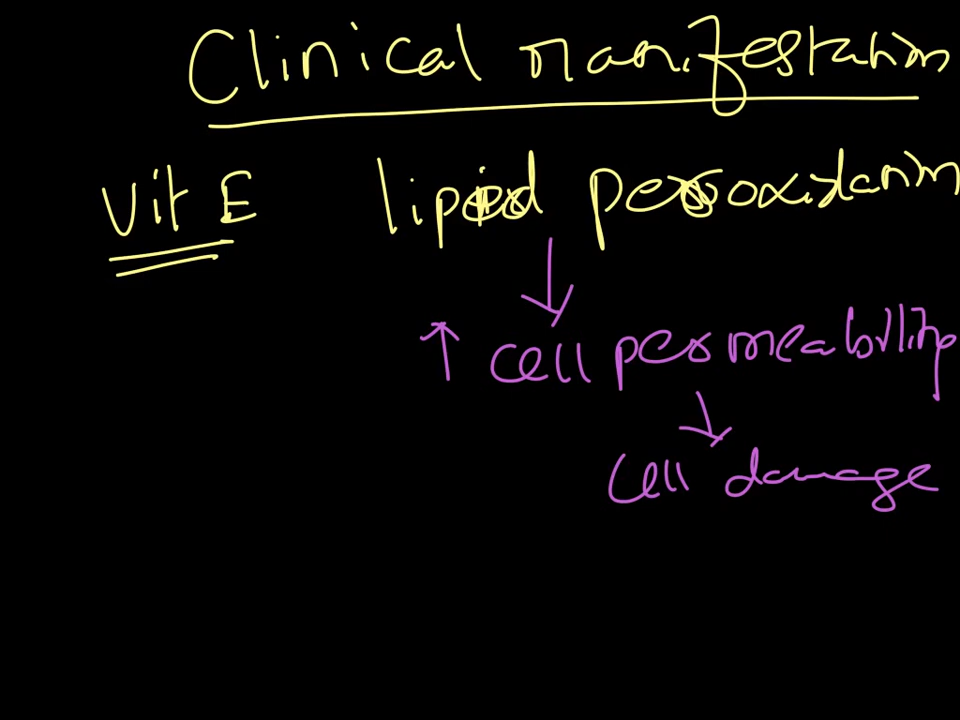 Clinical Manifestation
Vit E lipid peroxidation
↑ cell permeability
cell damage